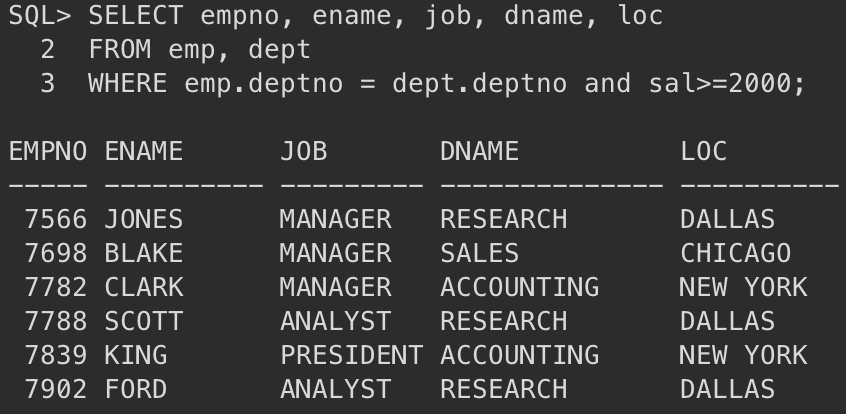 SQL> SELECT empno, ename, job, dname, loc
  2  FROM emp, dept
  3  WHERE emp.deptno = dept.deptno and sal>=2000;

EMPNO ENAME      JOB       DNAME          LOC
----- ---------- --------- -------------- ----------
 7566 JONES      MANAGER   RESEARCH       DALLAS
 7698 BLAKE      MANAGER   SALES          CHICAGO
 7782 CLARK      MANAGER   ACCOUNTING     NEW YORK
 7788 SCOTT      ANALYST   RESEARCH       DALLAS
 7839 KING       PRESIDENT ACCOUNTING     NEW YORK
 7902 FORD       ANALYST   RESEARCH       DALLAS